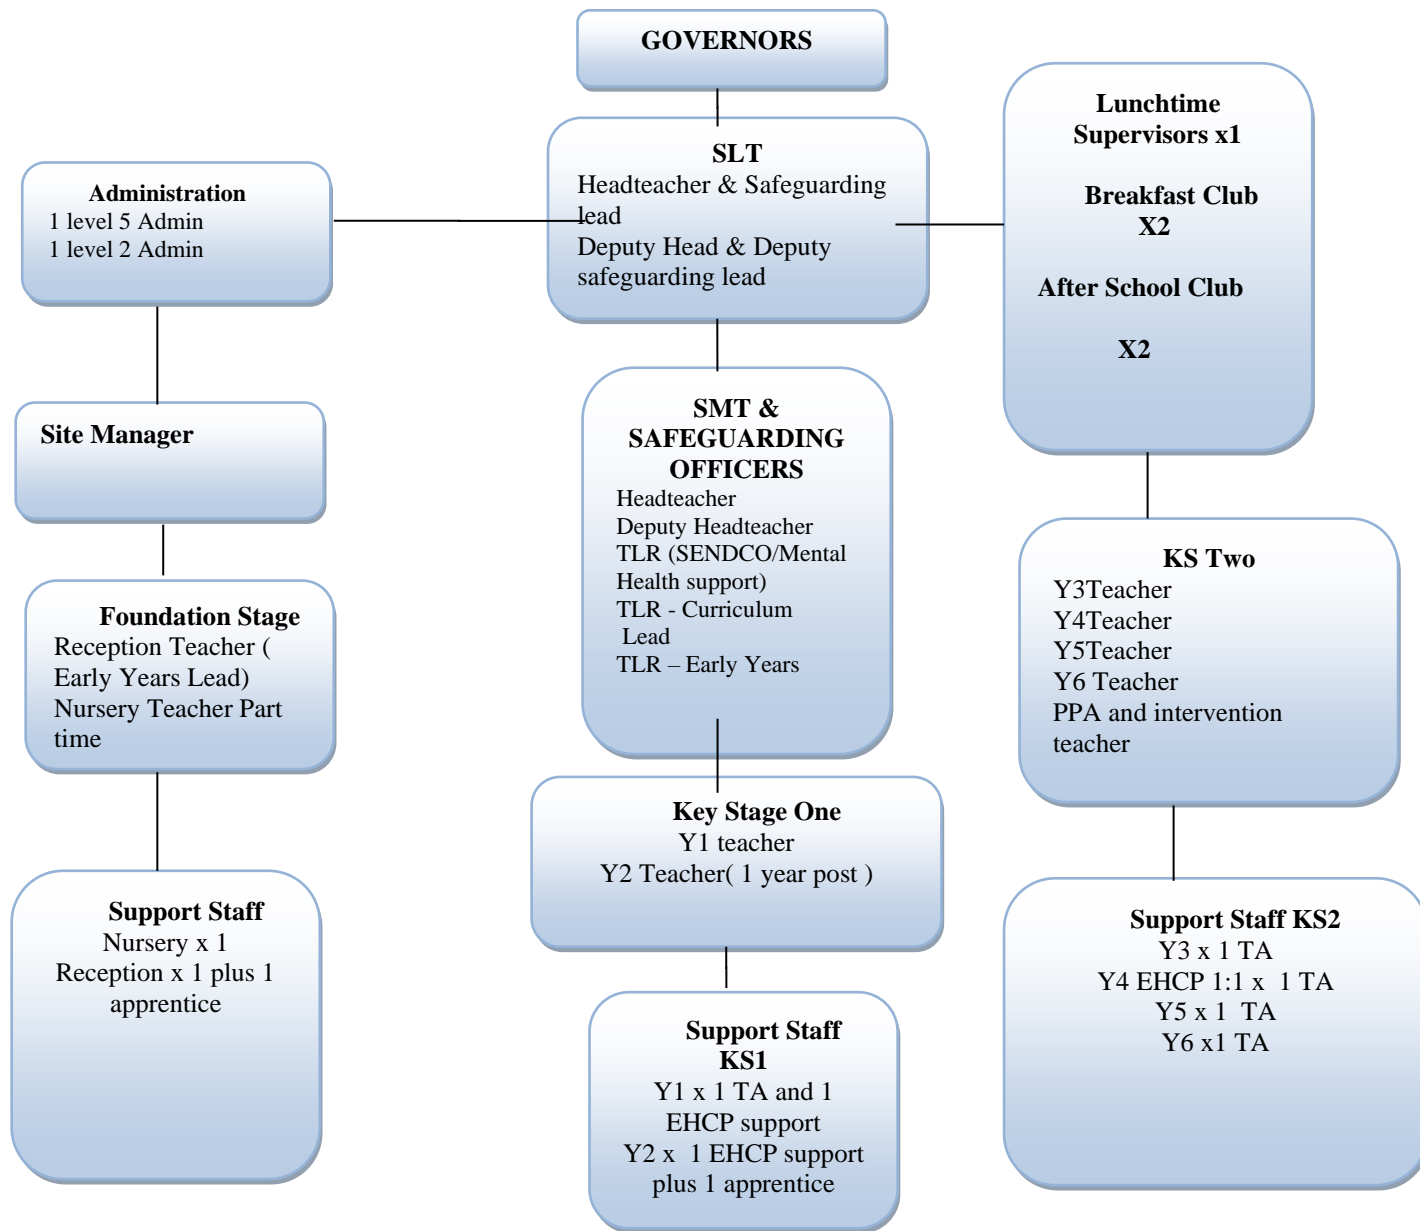 GOVERNORS
SLT
Headteacher & Safeguarding
lead
Deputy Head & Deputy
safeguarding lead
Lunchtime
Supervisors x1
Breakfast Club
X2
After School Club
X2
Administration
1 level 5 Admin
1 level 2 Admin
Site Manager
SMT &
SAFEGUARDING
OFFICERS
Headteacher
Deputy Headteacher
TLR (SENDCO/Mental
Health support)
TLR - Curriculum
Lead
TLR – Early Years
Foundation Stage
Reception Teacher (
Early Years Lead)
Nursery Teacher Part
time
KS Two
Y3Teacher
Y4Teacher
Y5Teacher
Y6 Teacher
PPA and intervention
teacher
Key Stage One
Y1 teacher
Y2 Teacher( 1 year post )
Support Staff
Nursery x 1
Reception x 1 plus 1
apprentice
Support Staff
KS1
Y1 x 1 TA and 1
EHCP support
Y2 x 1 EHCP support
plus 1 apprentice
Support Staff KS2
Y3 x 1 TA
Y4 EHCP 1:1 x 1 TA
Y5 x 1 TA
Y6 x1 TA